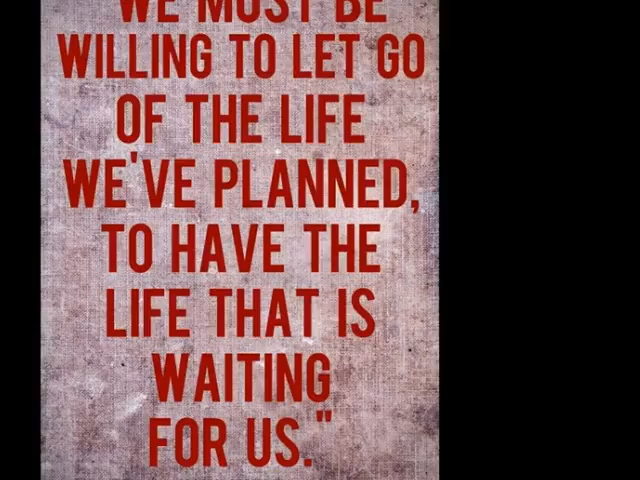 WE MUST BE
WILLING TO LET GO
OF THE LIFE
WE'VE PLANNED,
TO HAVE THE
LIFE THAT IS
WAITING
FOR US."